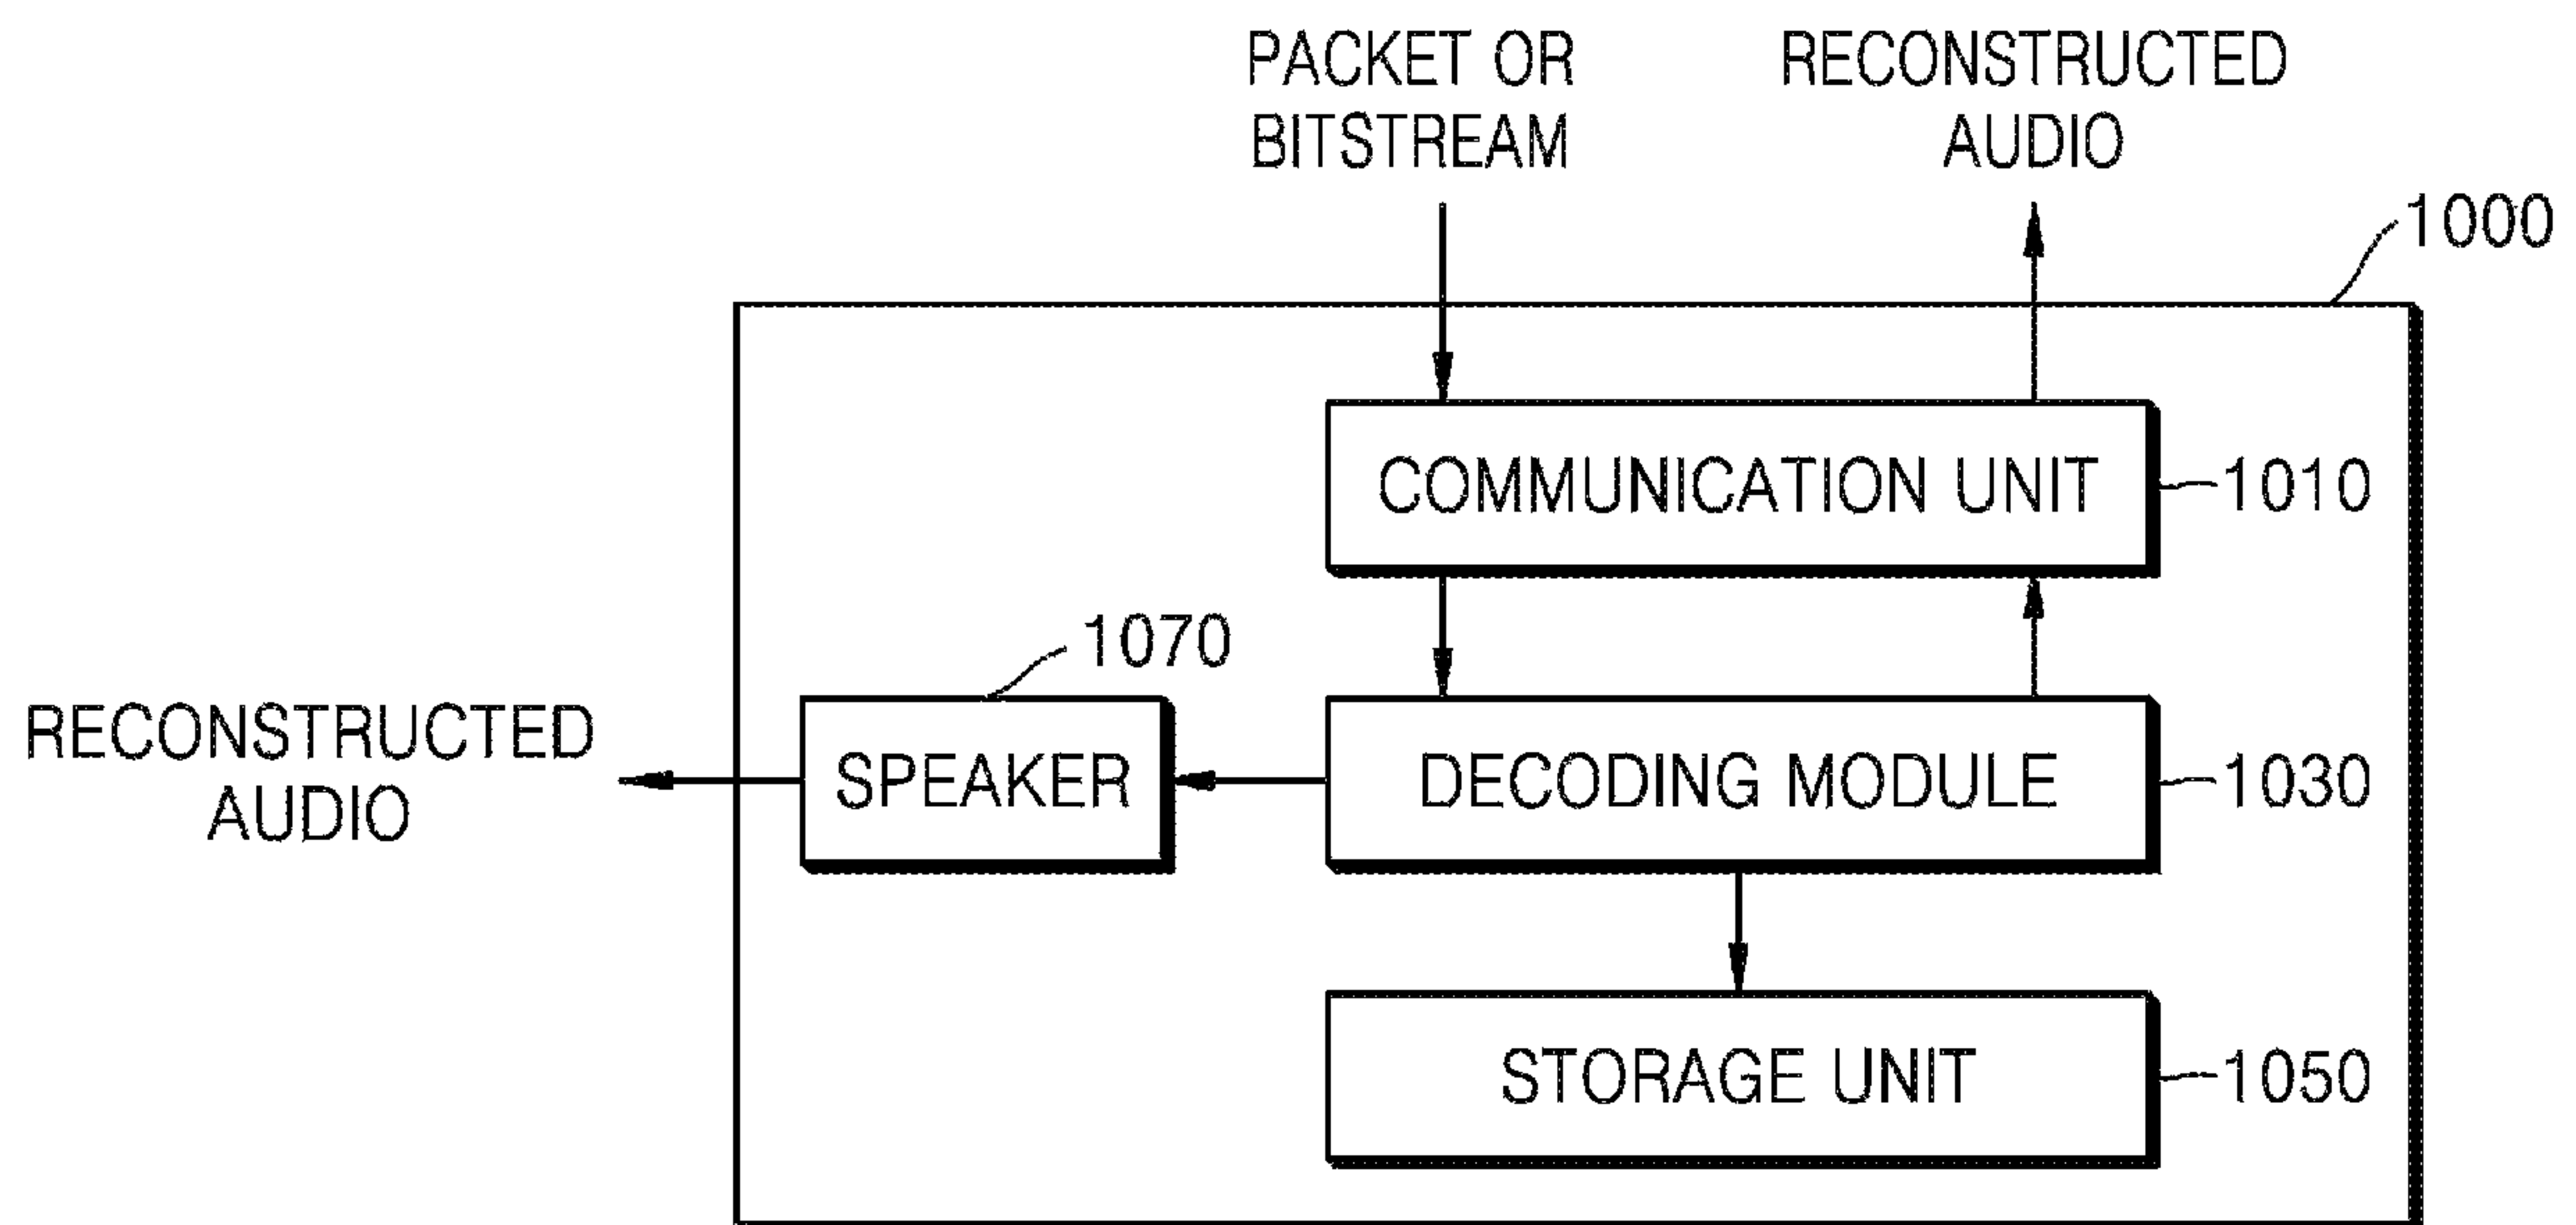 PACKET OR
BITSTREAM
RECONSTRUCTED
AUDIO
1000
COMMUNICATION UNIT
1010
1070
RECONSTRUCTED
AUDIO
SPEAKER
DECODING MODULE
1030
STORAGE UNIT
1050